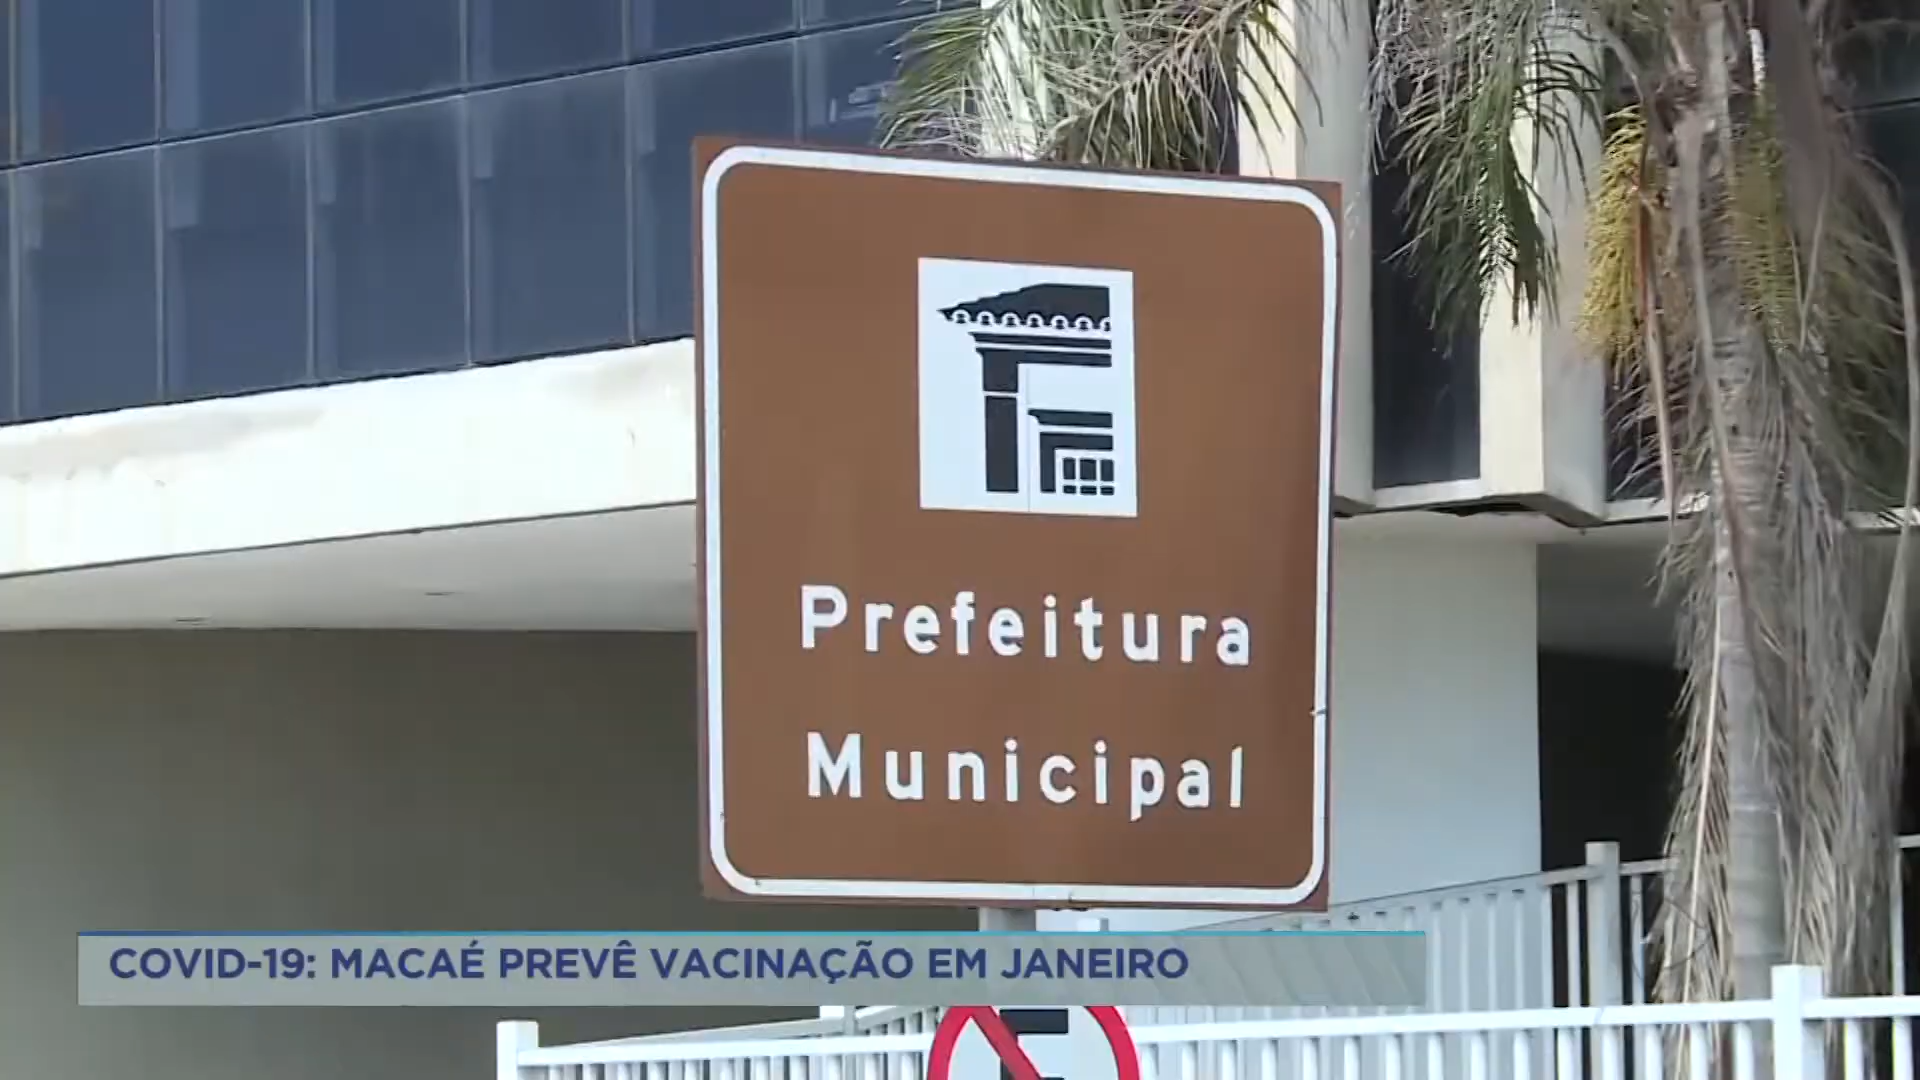 Prefeitura
Municipal
COVID-19: MACAÉ PREVÊ VACINAÇÃO EM JANEIRO